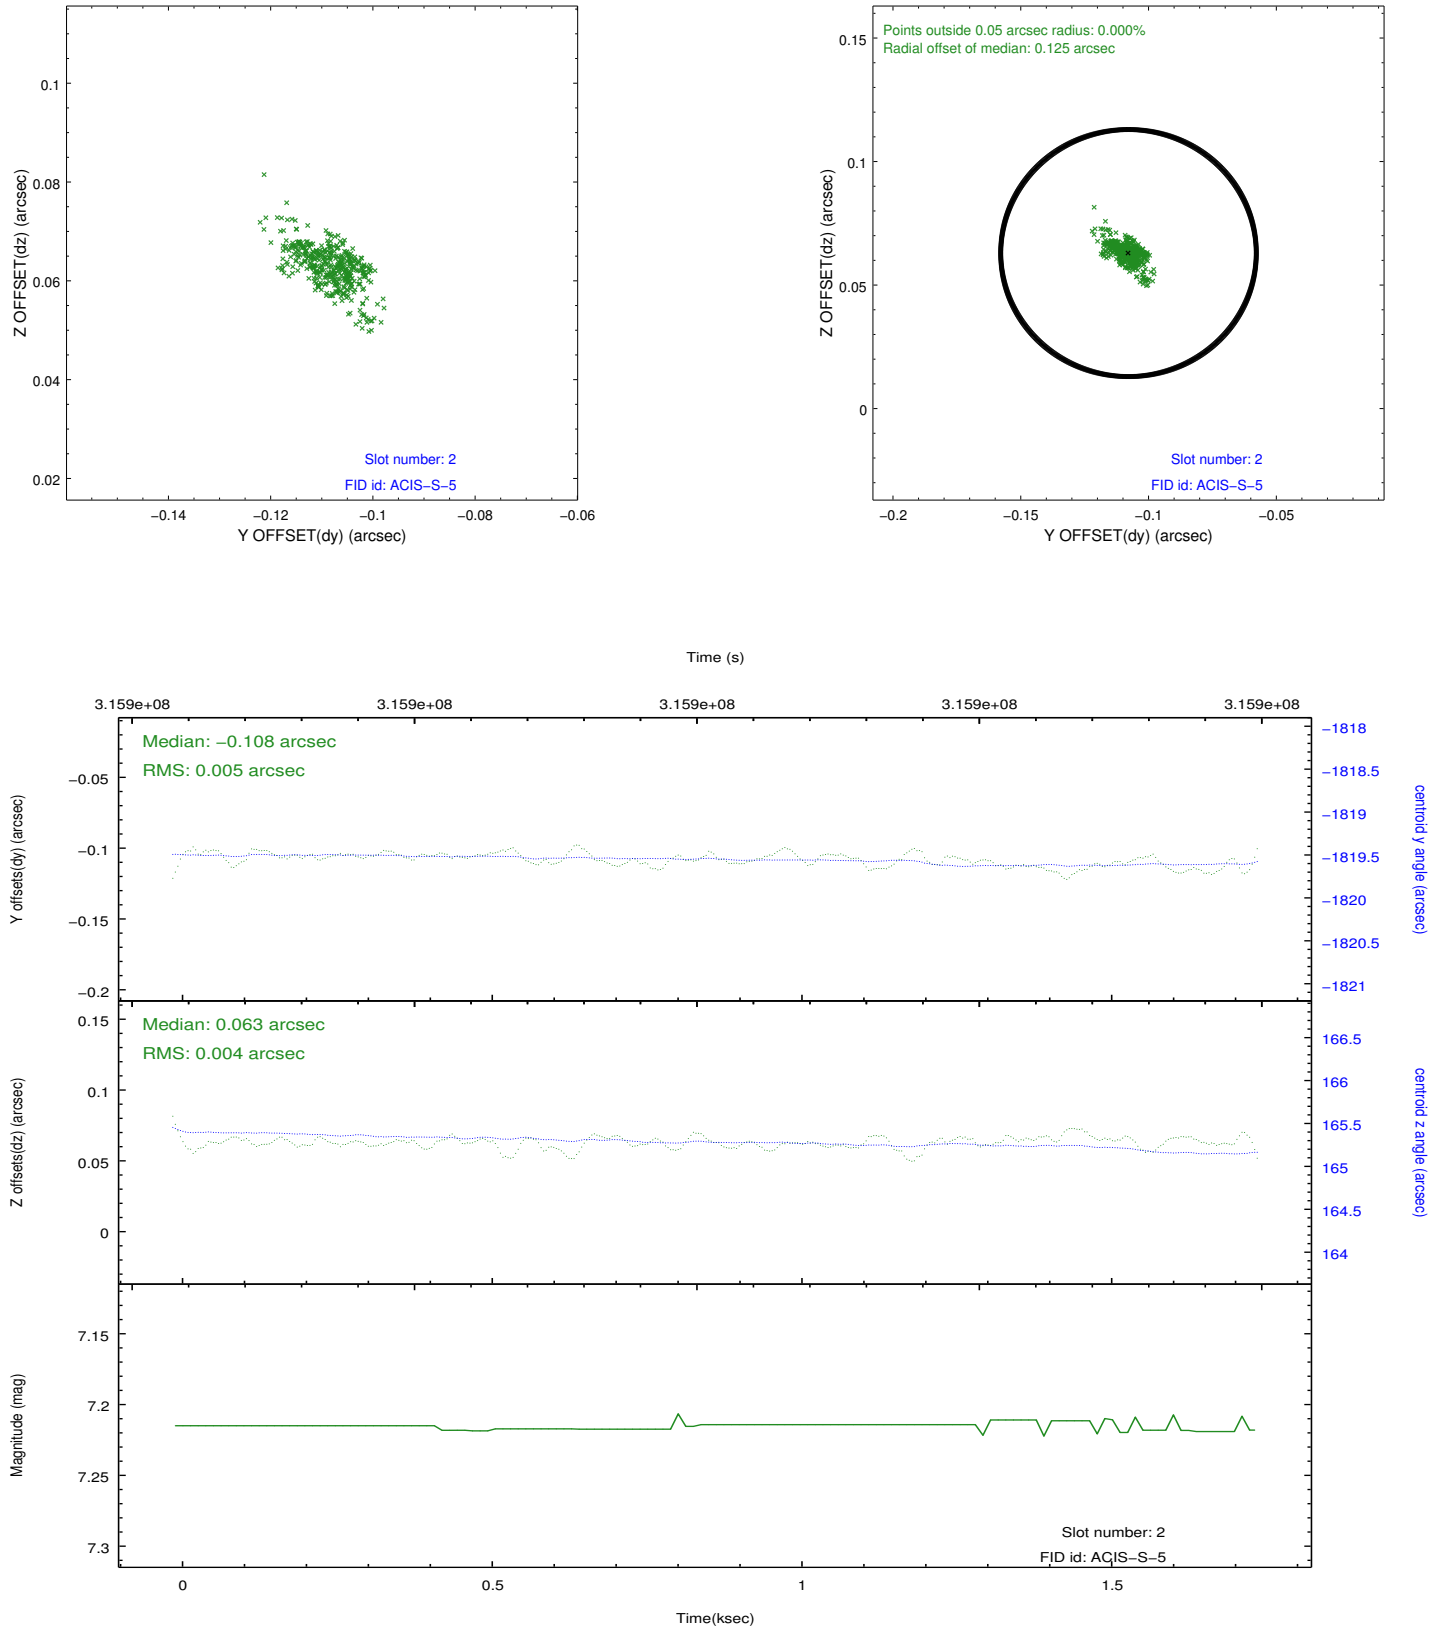 0.1
0.08
0.06
0.04
0.02
Z OFFSET(dz) (arcsec)
Slot number: 2
FID id: ACIS−S−5
−0.14
−0.12
−0.1
−0.08
−0.06
Y OFFSET(dy) (arcsec)
Points outside 0.05 arcsec radius: 0.000%
Radial offset of median: 0.125 arcsec
0.15
0.1
0.05
0
Z OFFSET(dz) (arcsec)
Slot number: 2
FID id: ACIS−S−5
−0.2
−0.15
−0.1
−0.05
Y OFFSET(dy) (arcsec)
Time (s)
3.159e+08
3.159e+08
3.159e+08
3.159e+08
3.159e+08
Median: −0.108 arcsec
RMS: 0.005 arcsec
−0.05
−0.1
−0.15
−0.2
Y offsets(dy) (arcsec)
−1818
−1818.5
−1819
−1819.5
−1820
−1820.5
−1821
centroid y angle (arcsec)
Median: 0.063 arcsec
RMS: 0.004 arcsec
0.15
0.1
0.05
0
Z offsets(dz) (arcsec)
166.5
166
165.5
165
164.5
164
centroid z angle (arcsec)
7.15
7.2
7.25
7.3
Magnitude (mag)
Slot number: 2
FID id: ACIS−S−5
0
0.5
1
1.5
Time(ksec)